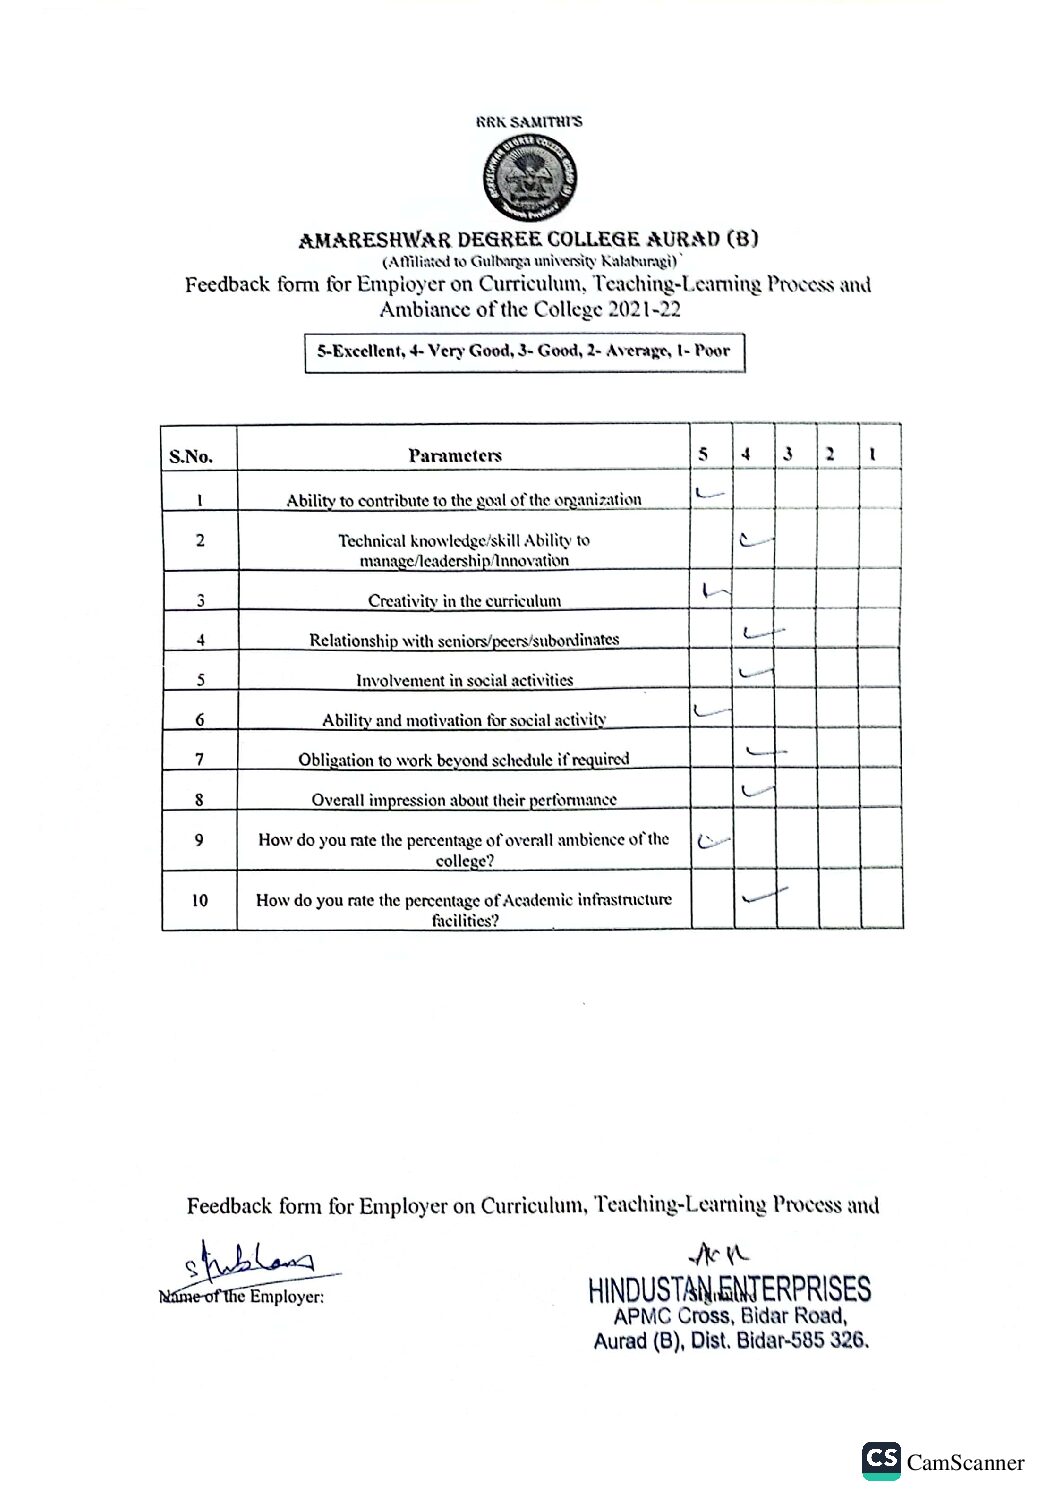 RRK SAMITHI'S
AMARESHWAR DEGREE COLLEGE AURAD (B)
(Affiliated to Gulbarga university Kalaburagi)
Feedback form for Employer on Curriculum, Teaching-Learning Process and
Ambiance of the College 2021-22
5-Excellent, 4- Very Good, 3- Good, 2- Average, 1- Poor
S.No. Parameters 5 4 3 2 1
1 Ability to contribute to the goal of the organization
2 Technical knowledge/skill Ability to
manage/leadership/Innovation
3 Creativity in the curriculum
4 Relationship with seniors/peers/subordinates
5 Involvement in social activities
6 Ability and motivation for social activity
7 Obligation to work beyond schedule if required
8 Overall impression about their performance
9 How do you rate the percentage of overall ambience of the
college?
10 How do you rate the percentage of Academic infrastructure
facilities?
Feedback form for Employer on Curriculum, Teaching-Learning Process and
Name of the Employer:
HINDUSTAN ENTERPRISES
APMC Cross, Bidar Road,
Aurad (B), Dist. Bidar-585 326.
CS CamScanner